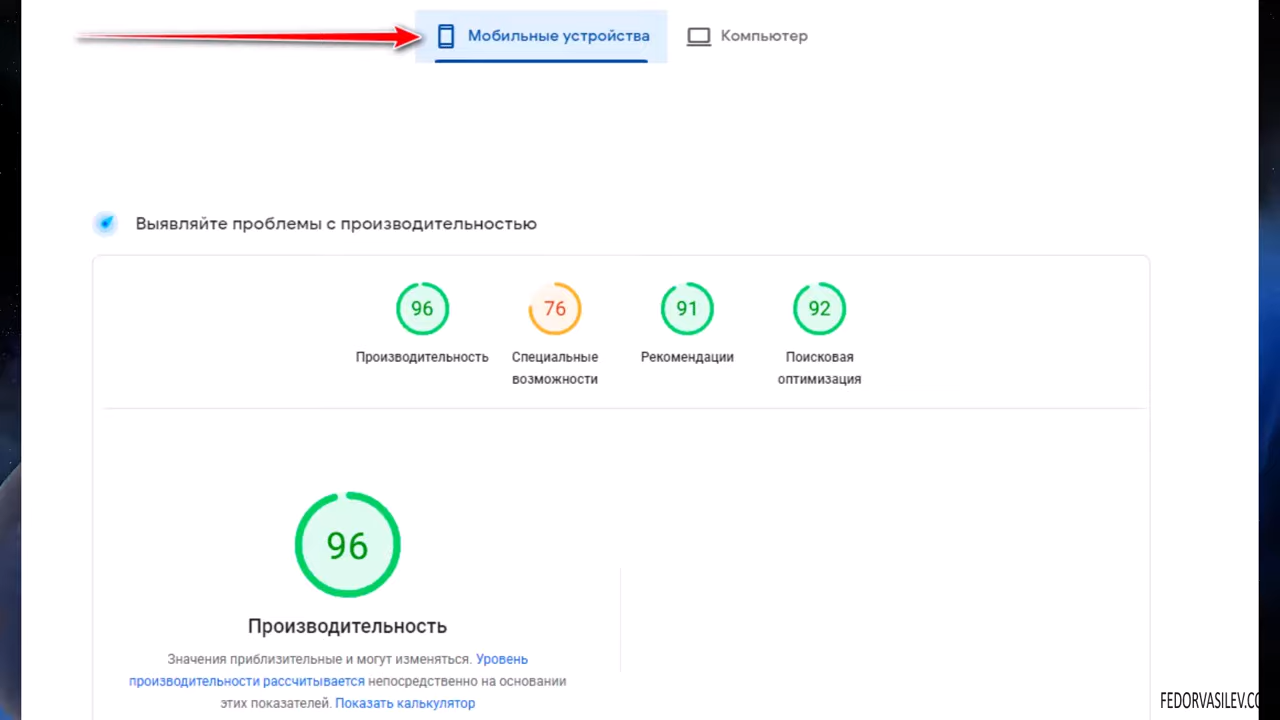 Мобильные устройства
Компьютер
Выявляйте проблемы с производительностью
96
76
91
92
Производительность
Специальные
возможности
Рекомендации
Поисковая
оптимизация
96
Производительность
Значения приблизительные и могут изменяться. Уровень
производительности рассчитывается непосредственно на основании
этих показателей. Показать калькулятор
FEDORVASILEV.CO